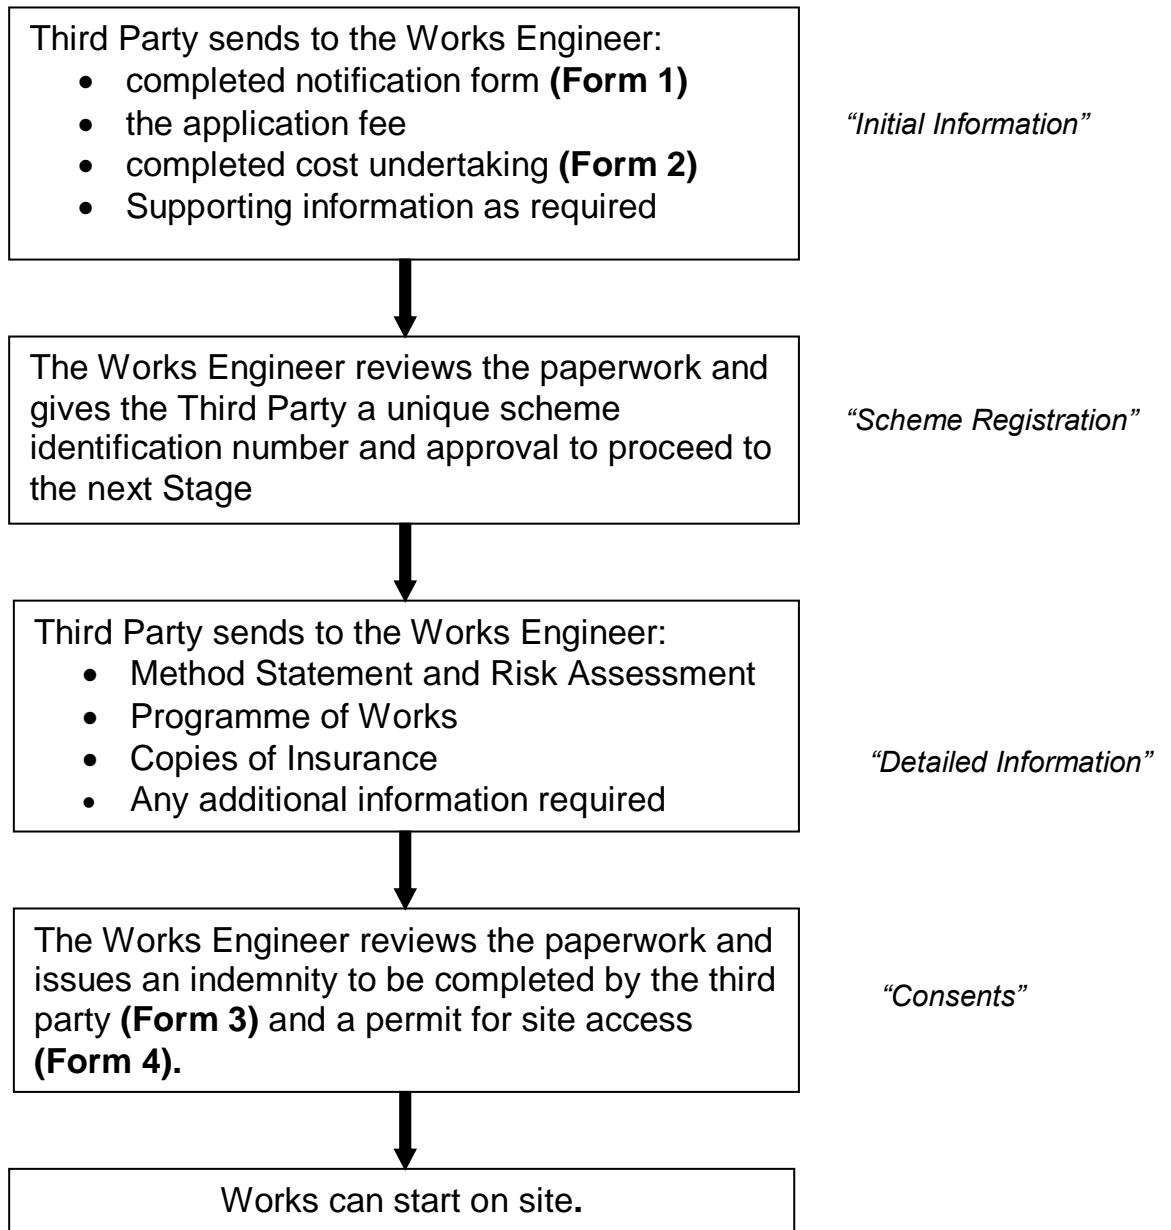 Third Party sends to the Works Engineer:
• completed notification form (Form 1)
• the application fee
• completed cost undertaking (Form 2)
• Supporting information as required
“Initial Information”
The Works Engineer reviews the paperwork and
gives the Third Party a unique scheme
identification number and approval to proceed to
the next Stage
“Scheme Registration”
Third Party sends to the Works Engineer:
• Method Statement and Risk Assessment
• Programme of Works
• Copies of Insurance
• Any additional information required
“Detailed Information”
The Works Engineer reviews the paperwork and
issues an indemnity to be completed by the third
party (Form 3) and a permit for site access
(Form 4).
“Consents”
Works can start on site.